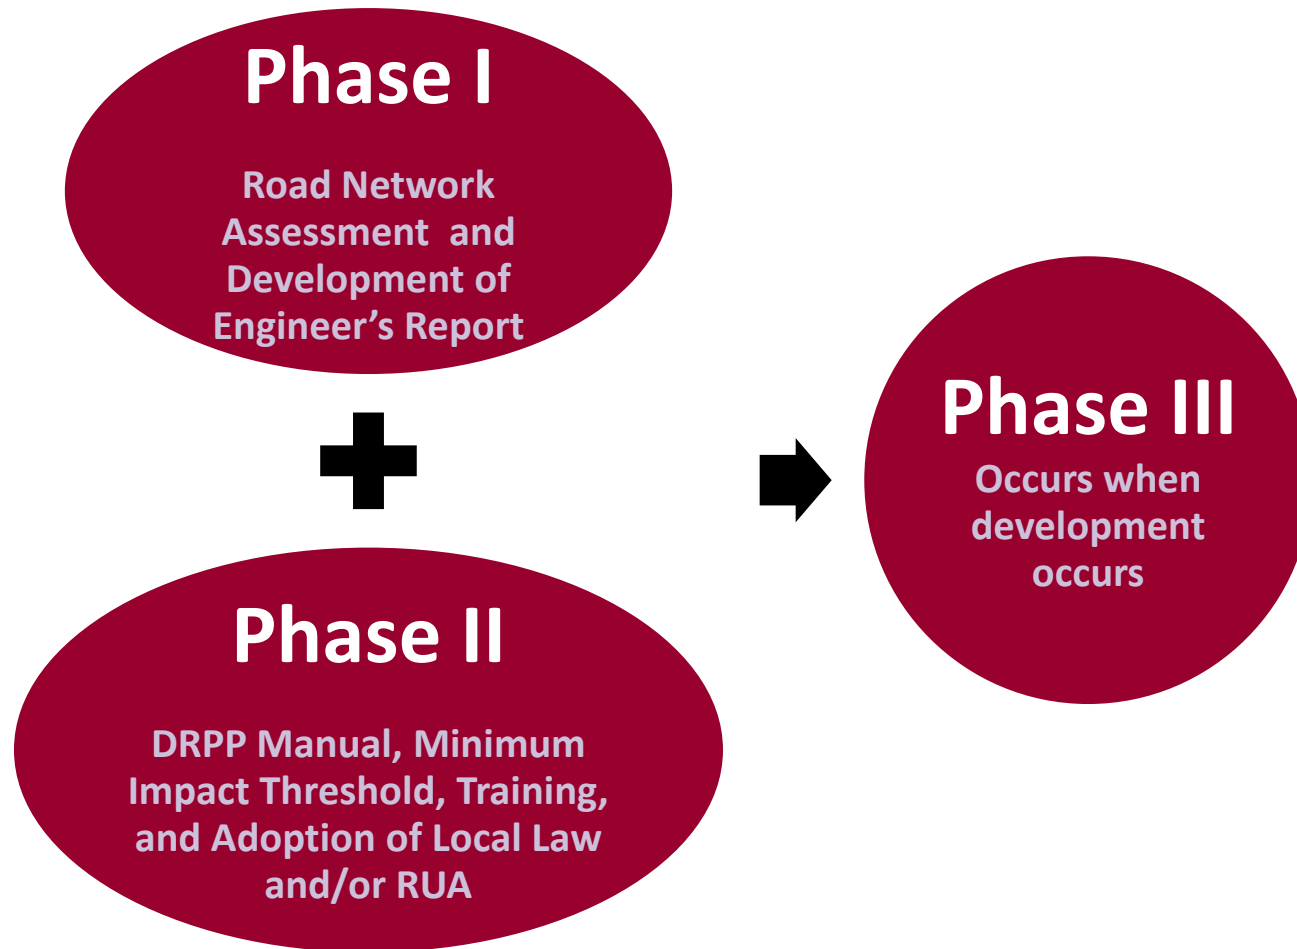 Phase I
Road Network
Assessment  and
Development of
Engineer’s Report
Phase II
DRPP Manual, Minimum
Impact Threshold, Training,
and Adoption of Local Law
and/or RUA
Phase III
Occurs when
development
occurs